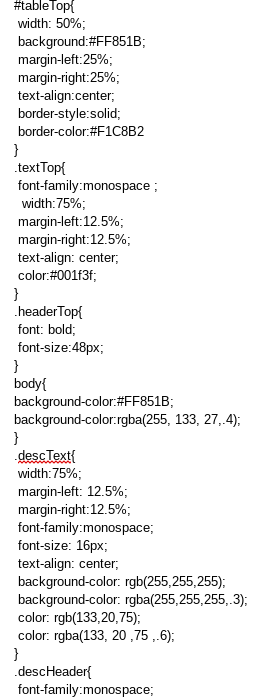 #tableTop{
width: 50%;
background:#FF851B;
margin-left:25%;
margin-right:25%;
text-align:center;
border-style:solid;
border-color:#F1C8B2
}
.textTop{
font-family:monospace ;
width:75%;
margin-left:12.5%;
margin-right:12.5%;
text-align: center;
color:#001f3f;
}
.headerTop{
font: bold;
font-size:48px;
}
body{
background-color:#FF851B;
background-color:rgba(255, 133, 27,.4);
}
.descText{
width:75%;
margin-left: 12.5%;
margin-right:12.5%;
font-family:monospace;
font-size: 16px;
text-align: center;
background-color: rgb(255,255,255);
background-color: rgba(255,255,255,.3);
color: rgb(133,20,75);
color: rgba(133, 20 ,75 ,.6);
}
.descHeader{
font-family:monospace;